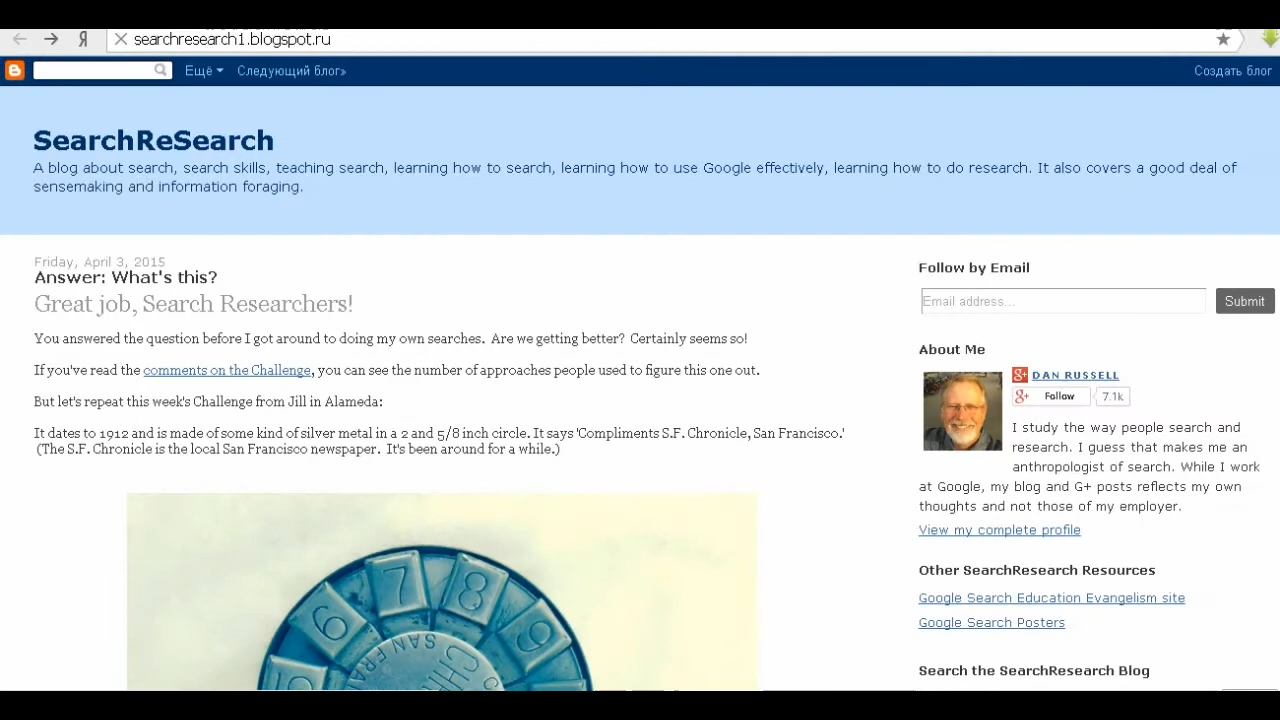 Я searchresearch1.blogspot.ru
Ещё Следующий блог» Создать блог
SearchReSearch
A blog about search, search skills, teaching search, learning how to search, learning how to use Google effectively, learning how to do research. It also covers a good deal of
sensemaking and information foraging.
Friday, April 3, 2015
Answer: What's this?
Great job, Search Researchers!
You answered the question before I got around to doing my own searches. Are we getting better? Certainly seems so!
If you've read the comments on the Challenge, you can see the number of approaches people used to figure this one out.
But let's repeat this week's Challenge from Jill in Alameda:
It dates to 1912 and is made of some kind of silver metal in a 2 and 5/8 inch circle. It says 'Compliments S.F. Chronicle, San Francisco.'
(The S.F. Chronicle is the local San Francisco newspaper. It's been around for a while.)
6 7 8 9
SAN FRA
CH
Follow by Email
Email address... Submit
About Me
g+ DAN RUSSELL
g+ Follow 7.1k
I study the way people search and
research. I guess that makes me an
anthropologist of search. While I work
at Google, my blog and G+ posts reflects my own
thoughts and not those of my employer.
View my complete profile
Other SearchResearch Resources
Google Search Education Evangelism site
Google Search Posters
Search the SearchResearch Blog